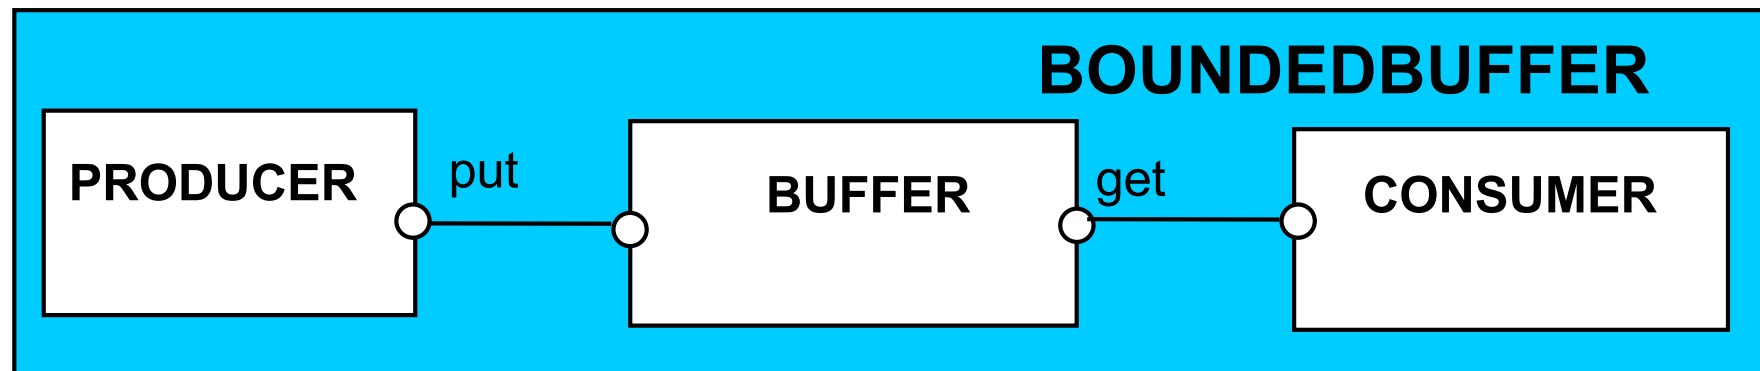 BOUNDEDBUFFER
PRODUCER
put
BUFFER
get
CONSUMER